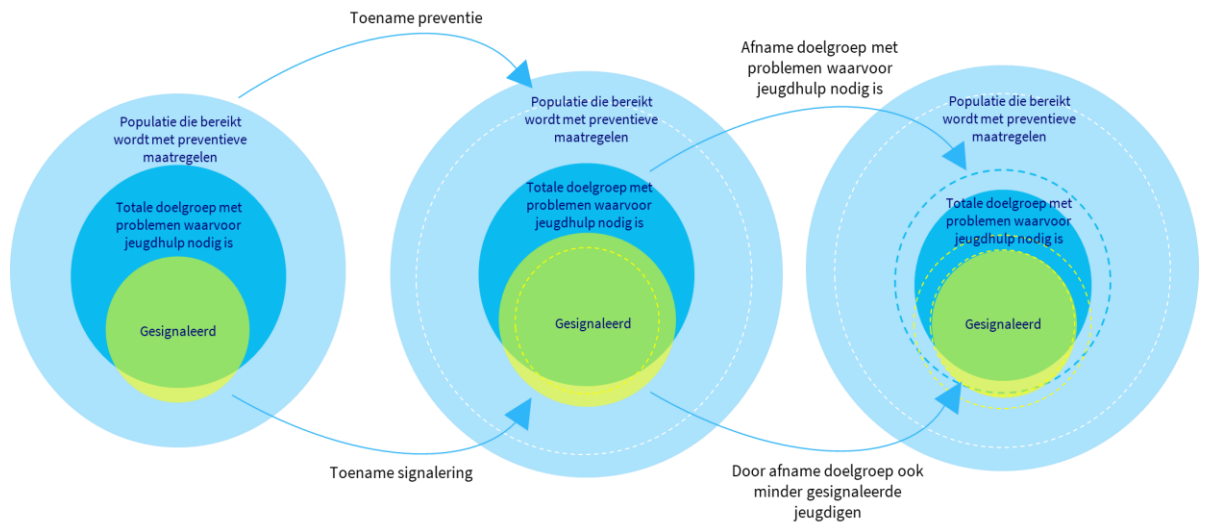 Toename preventie
Populatie die bereikt
wordt met preventieve
maatregelen
Totale doelgroep met
problemen waarvoor
jeugdhulp nodig is
Gesignaleerd
Toename signalering
Populatie die bereikt
wordt met preventieve
maatregelen
Totale doelgroep met
problemen waarvoor
jeugdhulp nodig is
Gesignaleerd
Afname doelgroep met
problemen waarvoor
jeugdhulp nodig is
Door afname doelgroep ook
minder gesignaleerde
jeugdigen
Populatie die bereikt
wordt met preventieve
maatregelen
Totale doelgroep met
problemen waarvoor
jeugdhulp nodig is
Gesignaleerd